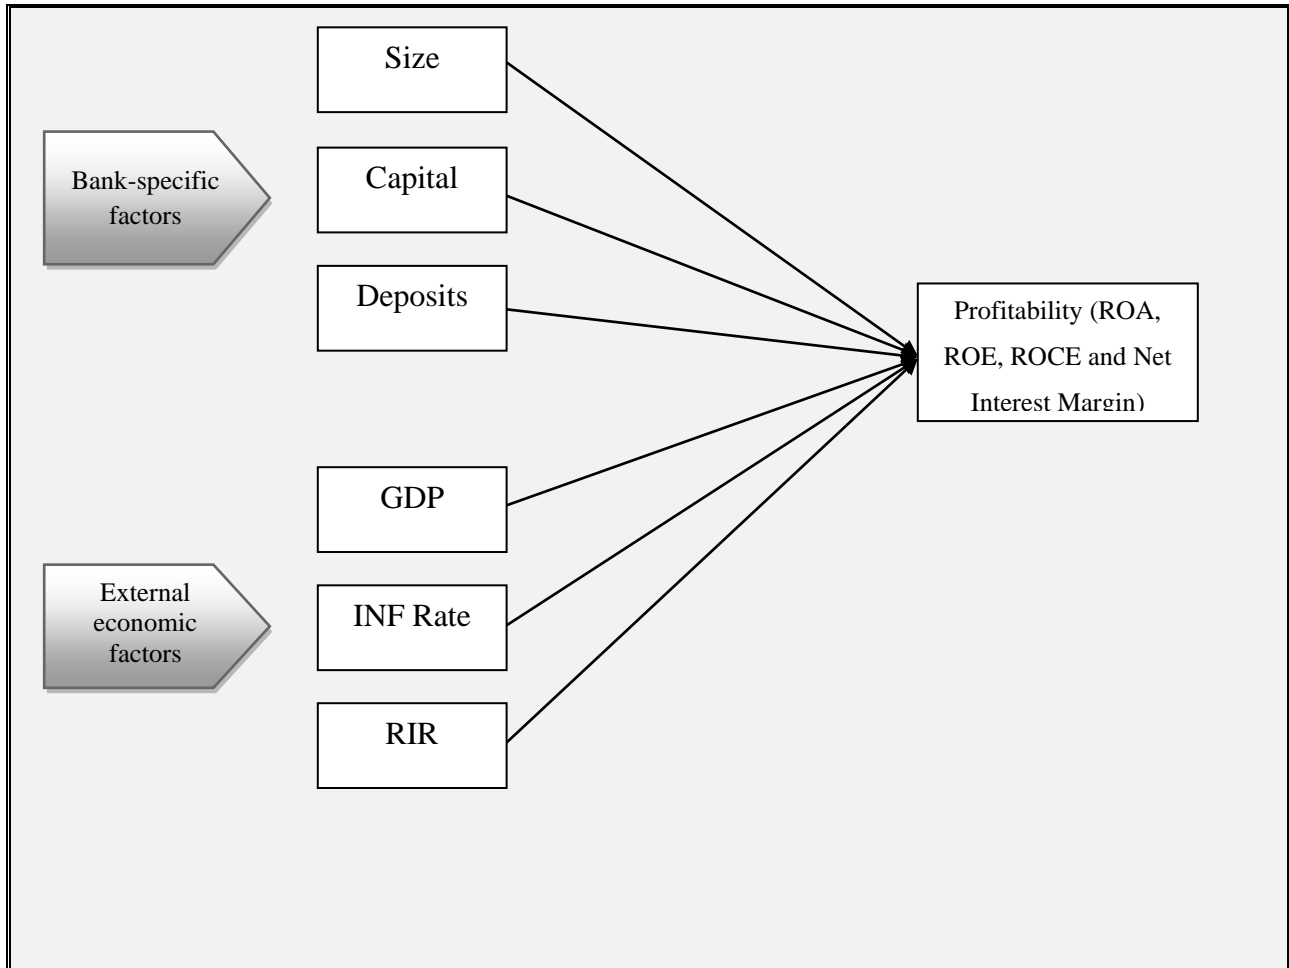 Size
Bank-specific
factors
Capital
Deposits
Profitability (ROA,
ROE, ROCE and Net
Interest Margin)
GDP
External
economic
factors
INF Rate
RIR